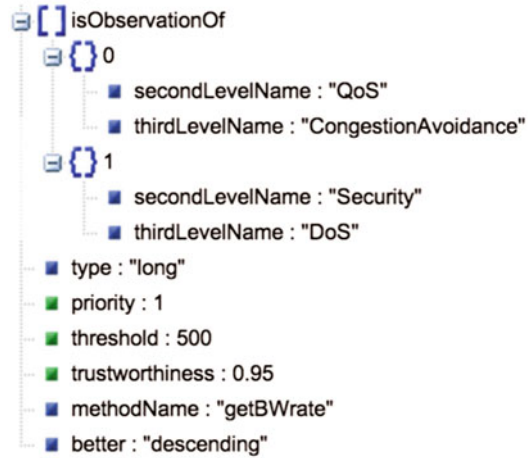 [ ] isObservationOf
{ } 0
secondLevelName : "QoS"
thirdLevelName : "CongestionAvoidance"
{ } 1
secondLevelName : "Security"
thirdLevelName : "DoS"
type : "long"
priority : 1
threshold : 500
trustworthiness : 0.95
methodName : "getBWrate"
better : "descending"